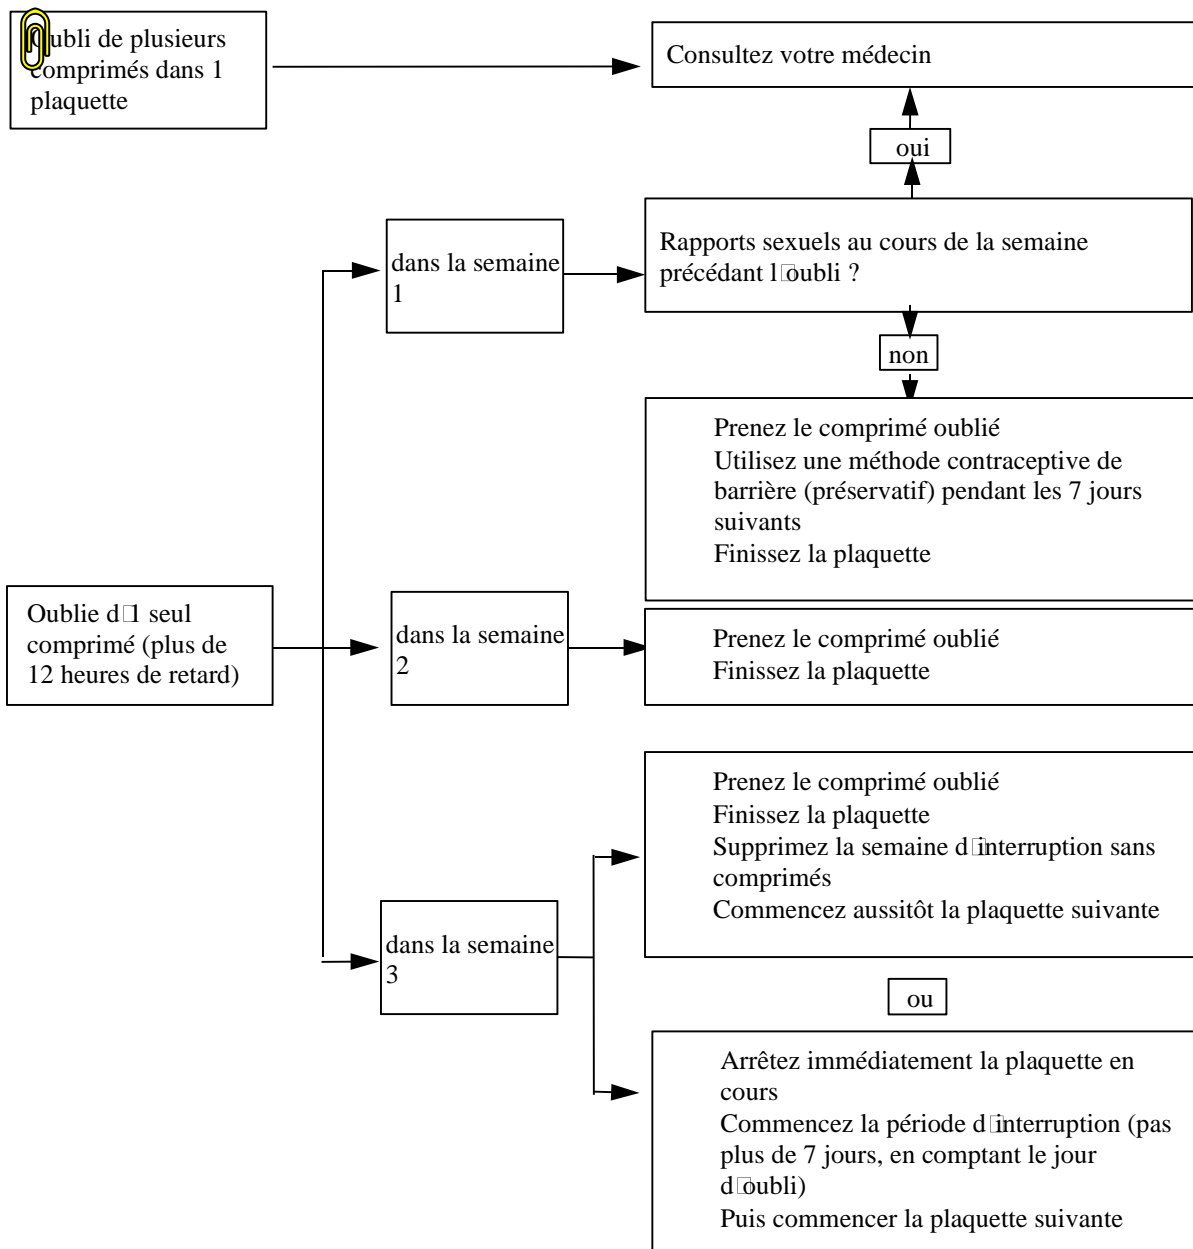 Oubli de plusieurs
comprimés dans 1
plaquette
Consultez votre médecin
oui
dans la semaine
1
Rapports sexuels au cours de la semaine
précédant l□oubli ?
non
Prenez le comprimé oublié
Utilisez une méthode contraceptive de
barrière (préservatif) pendant les 7 jours
suivants
Finissez la plaquette
Oublie d□1 seul
comprimé (plus de
12 heures de retard)
dans la semaine
2
Prenez le comprimé oublié
Finissez la plaquette
dans la semaine
3
Prenez le comprimé oublié
Finissez la plaquette
Supprimez la semaine d□interruption sans
comprimés
Commencez aussitôt la plaquette suivante
ou
Arrêtez immédiatement la plaquette en
cours
Commencez la période d□interruption (pas
plus de 7 jours, en comptant le jour
d□oubli)
Puis commencer la plaquette suivante